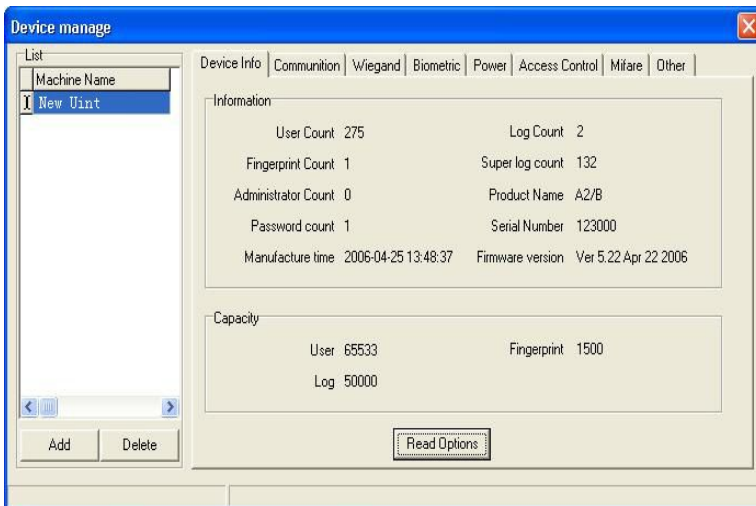 Device manage
List
Machine Name
New Uint
Add Delete
Device Info Communition Wiegand Biometric Power Access Control Mifare Other
Information
User Count 275 Log Count 2
Fingerprint Count 1 Super log count 132
Administrator Count 0 Product Name A2/B
Password count 1 Serial Number 123000
Manufacture time 2006-04-25 13:48:37 Firmware version Ver 5.22 Apr 22 2006
Capacity
User 65533 Fingerprint 1500
Log 50000
Read Options